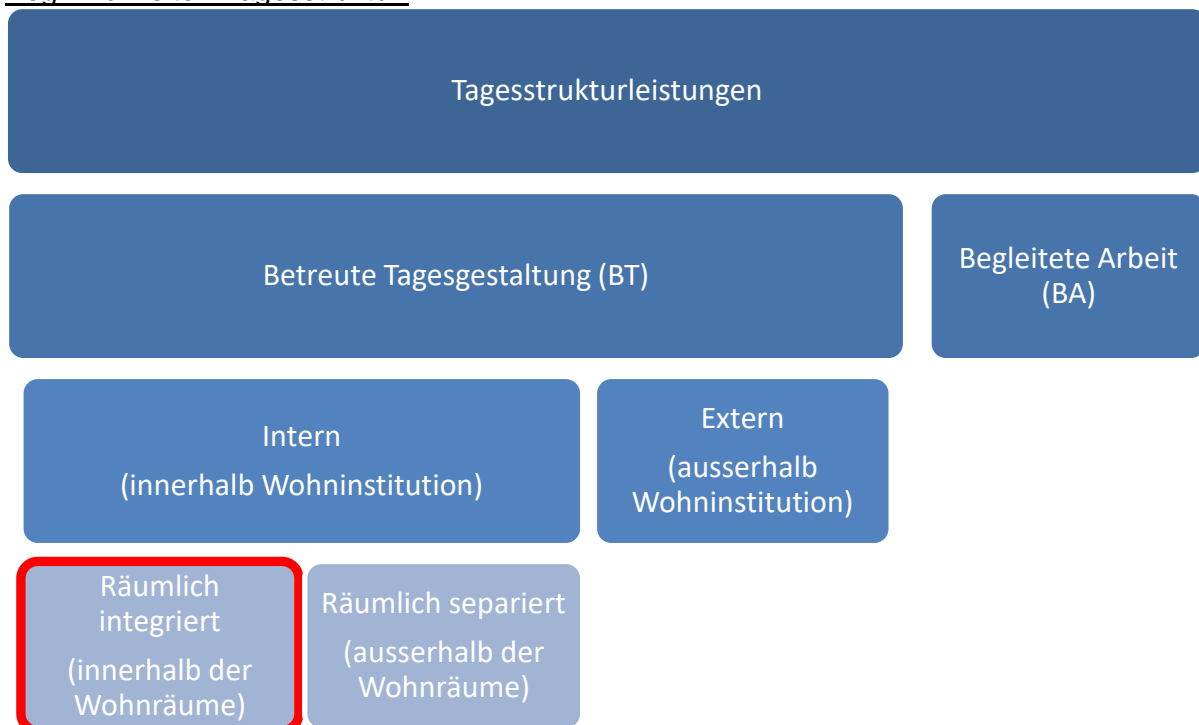 Tagesstrukturleistungen
Betreute Tagesgestaltung (BT)
Begleitete Arbeit
(BA)
Intern
(innerhalb Wohninstitution)
Extern
(ausserhalb
Wohninstitution)
Räumlich
integriert
(innerhalb der
Wohnräume)
Räumlich separiert
(ausserhalb der
Wohnräume)